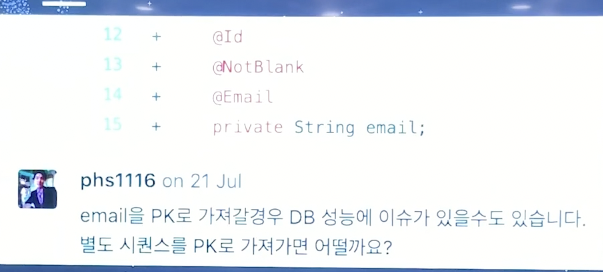 12 + @Id
13 + @NotBlank
14 + @Email
15 + private String email;
phs1116 on 21 Jul
email을 PK로 가져갈경우 DB 성능에 이슈가 있을수도 있습니다.
별도 시퀀스를 PK로 가져가면 어떨까요?